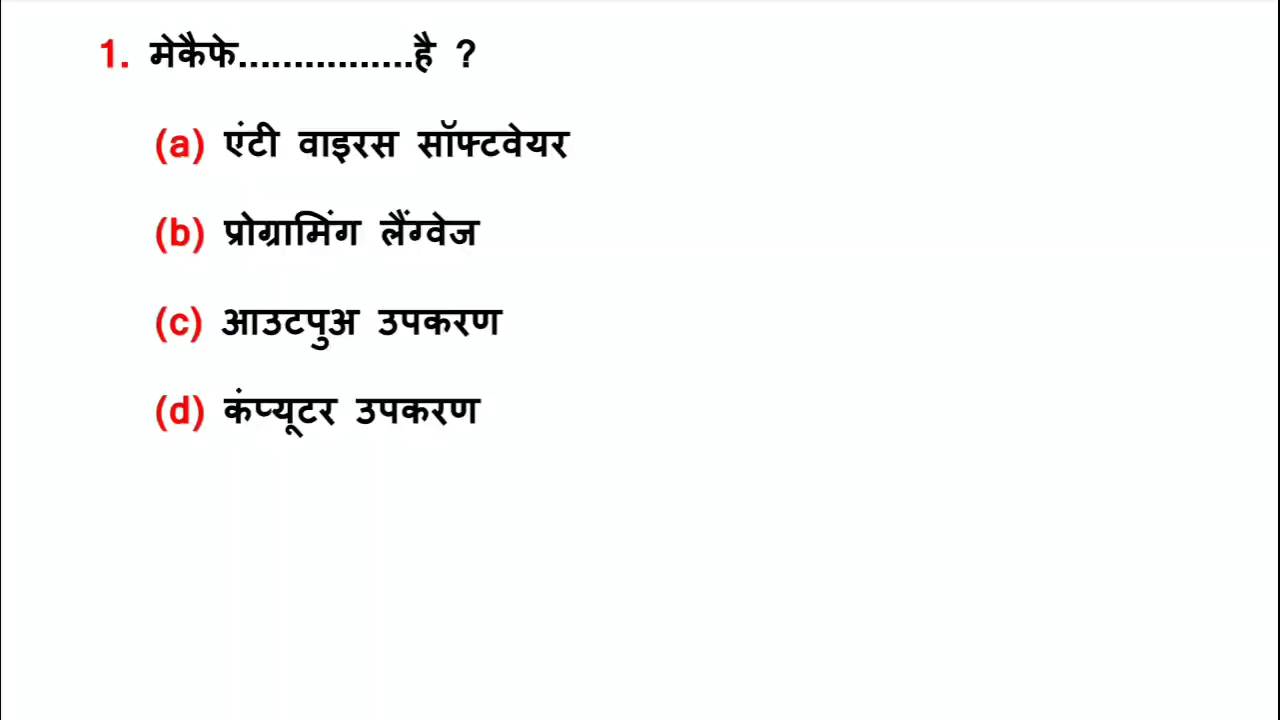 1. मेकैफे................है ?
(a) एंटी वाइरस सॉफ्टवेयर
(b) प्रोग्रामिंग लैंग्वेज
(c) आउटपुअ उपकरण
(d) कंप्यूटर उपकरण